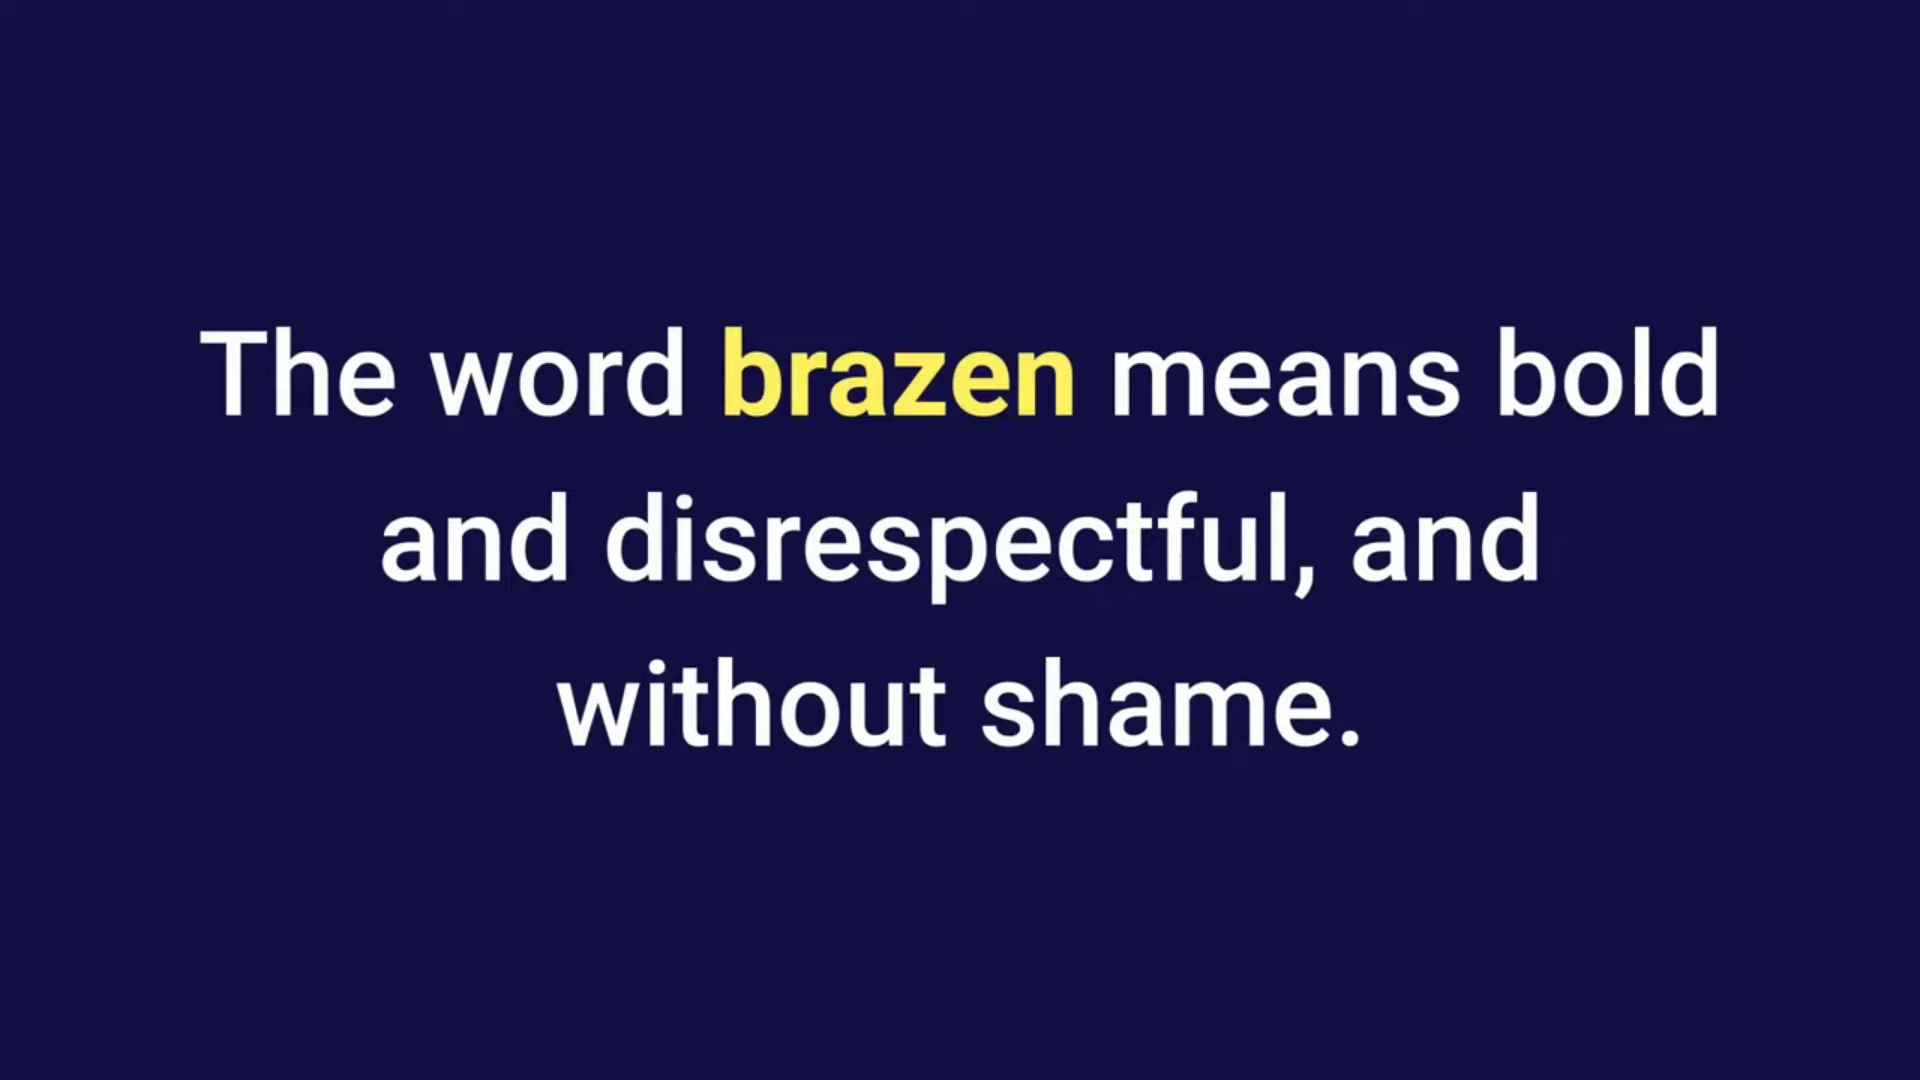 The word brazen means bold
and disrespectful, and
without shame.